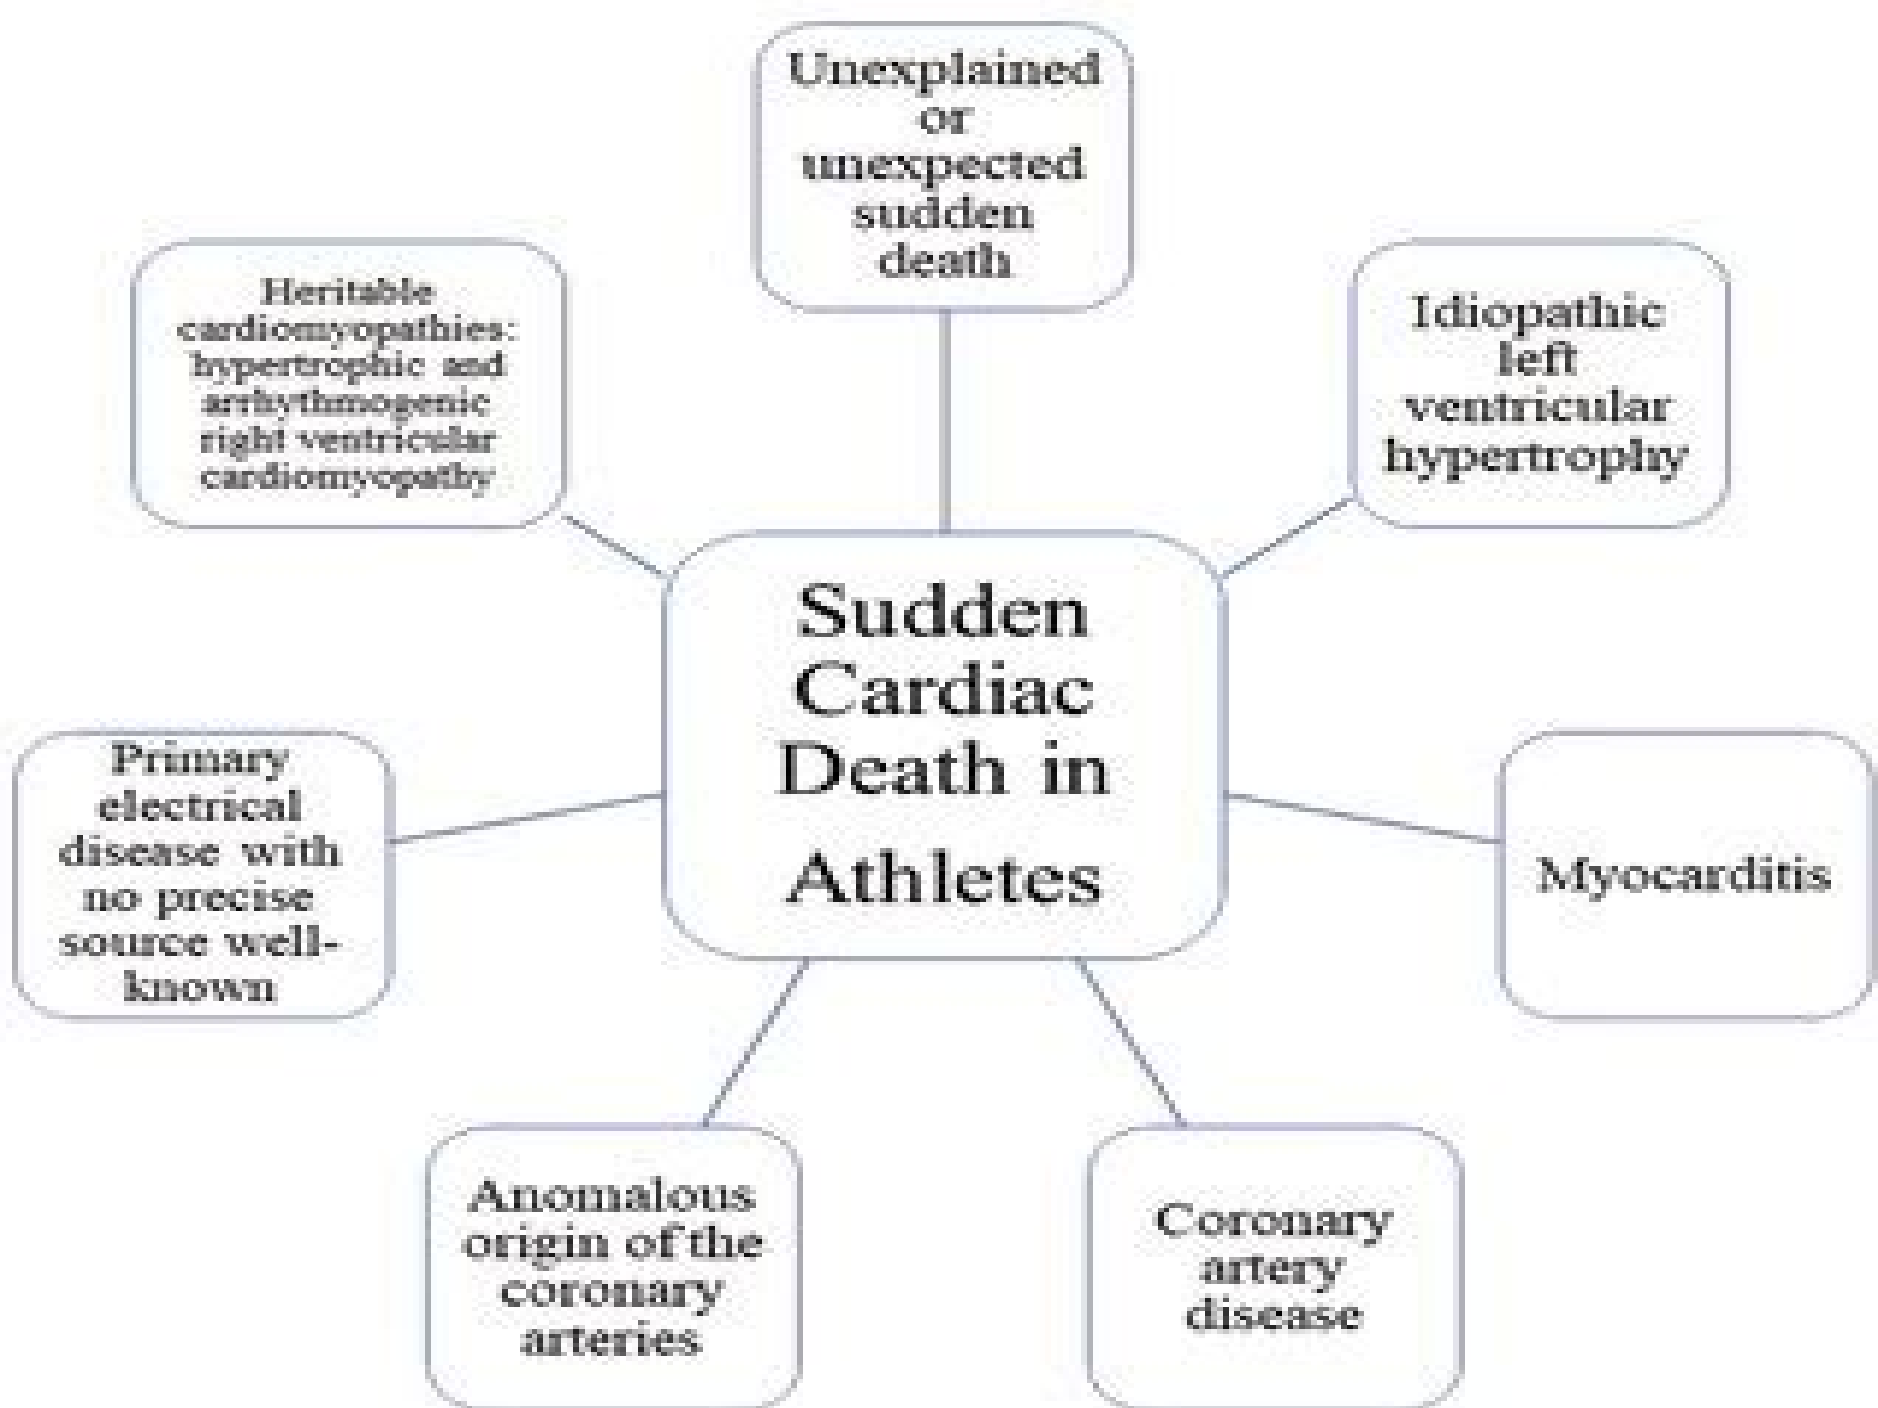 Unexplained
or
unexpected
sudden
death
Heritable
cardiomyopathies:
hypertrophic and
arrhythmogenic
right ventricular
cardiomyopathy
Idiopathic
left
ventricular
hypertrophy
Sudden
Cardiac
Death in
Athletes
Primary
electrical
disease with
no precise
source well-
known
Myocarditis
Anomalous
origin of the
coronary
arteries
Coronary
artery
disease